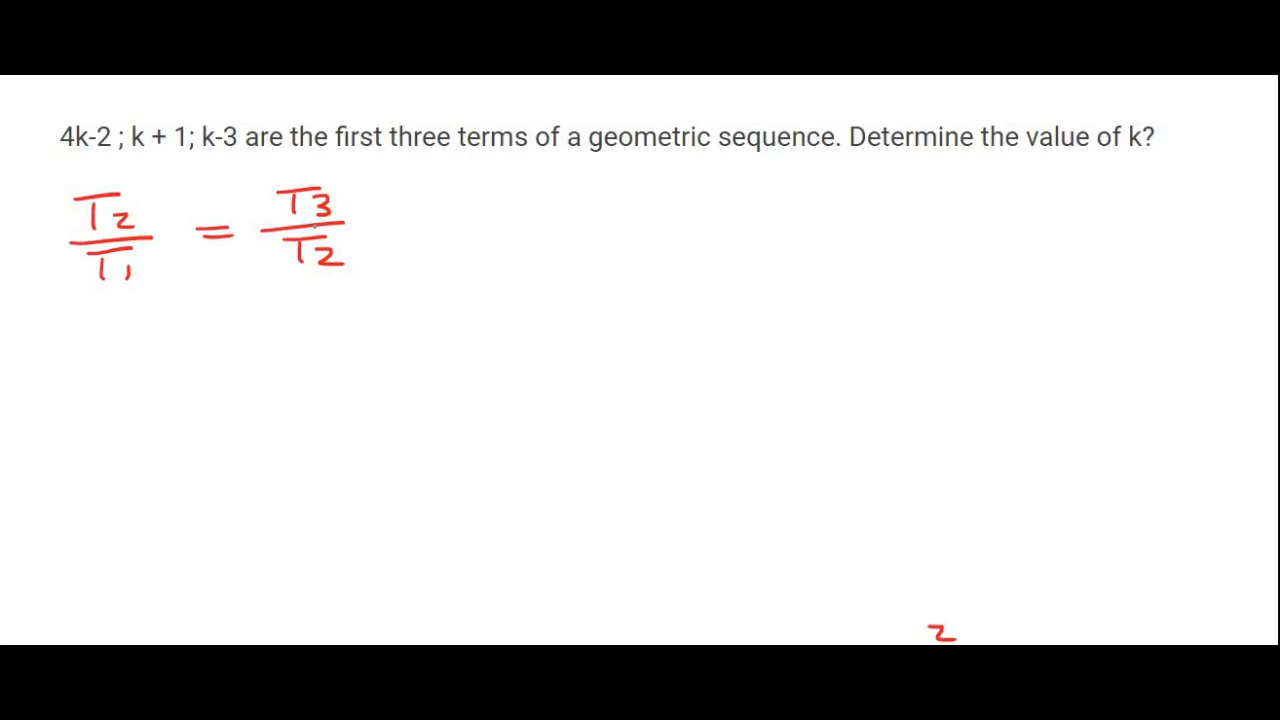 4k-2 ; k + 1; k-3 are the first three terms of a geometric sequence. Determine the value of k?
T2/T1 = T3/T2
2